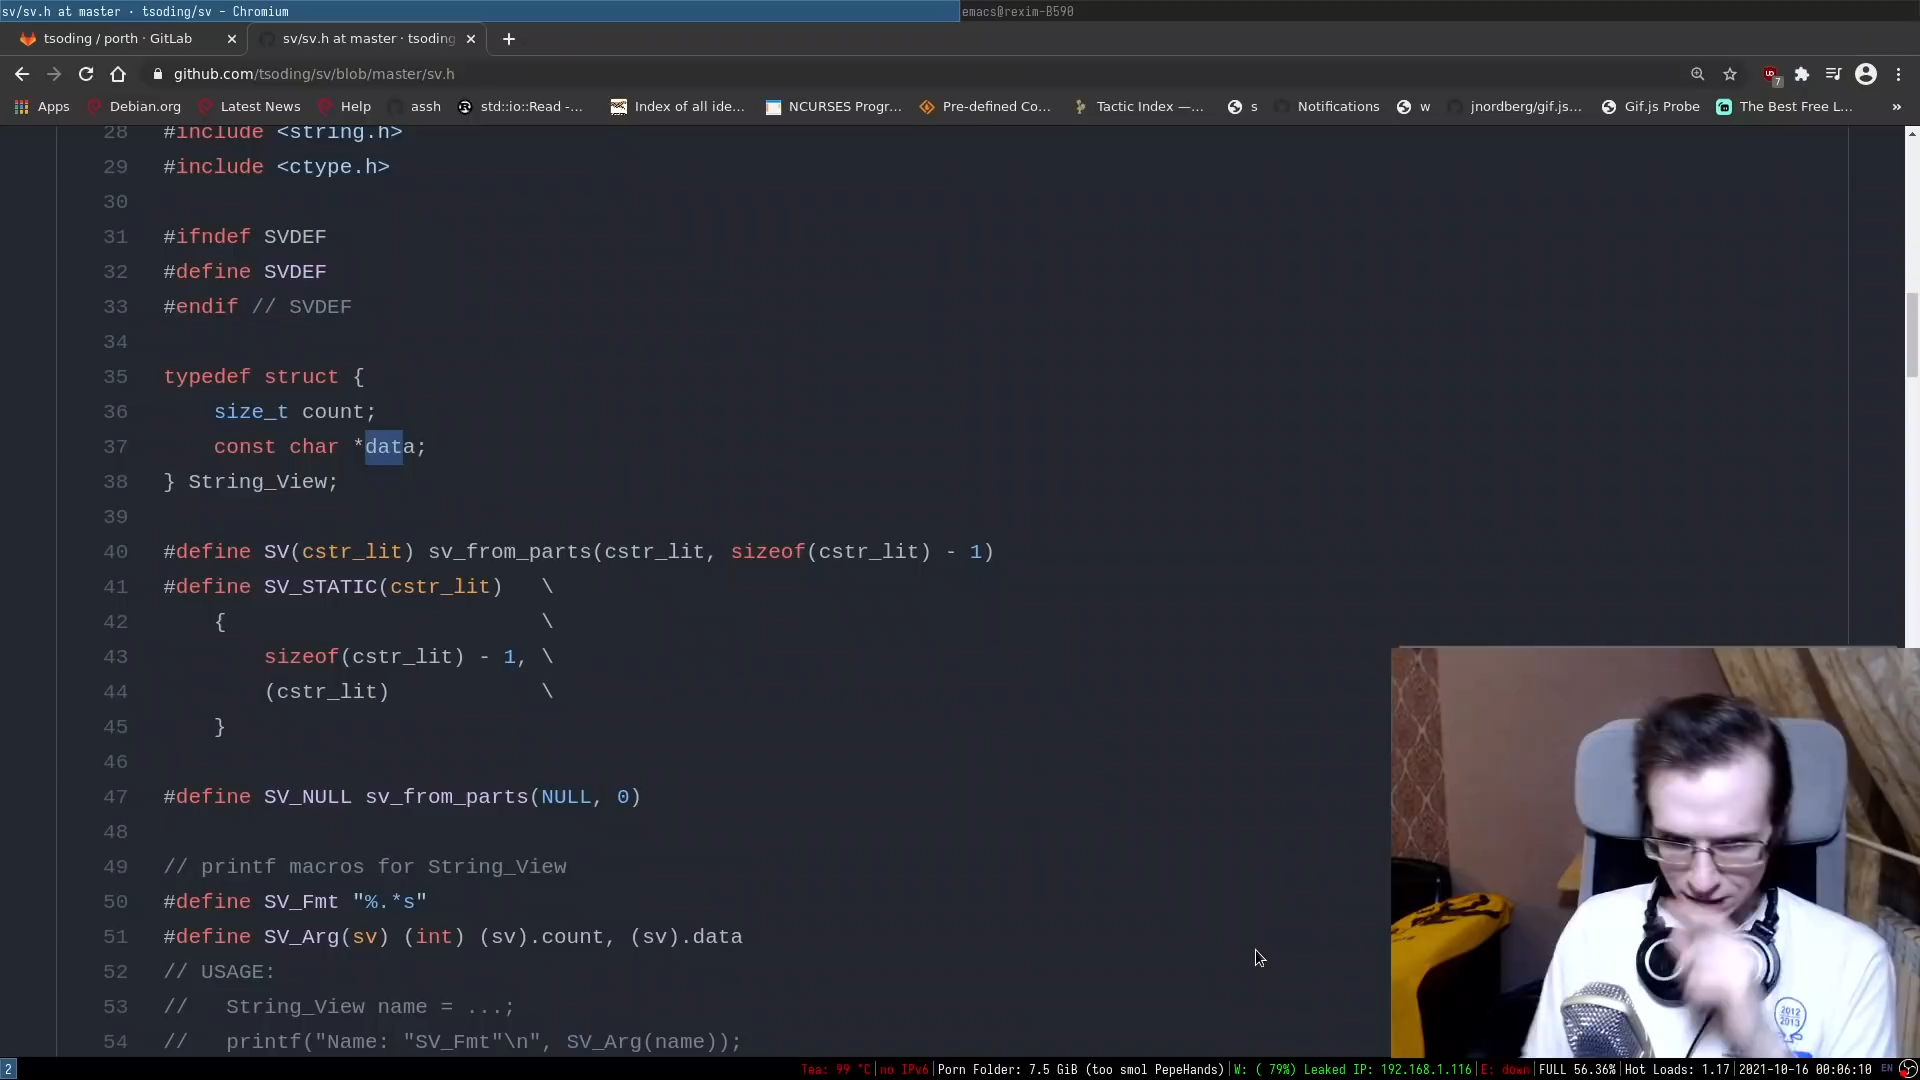 sv/sv.h at master · tsoding/sv - Chromium
emacs@rexim-B590
tsoding / porth · GitLab
sv/sv.h at master · tsoding
github.com/tsoding/sv/blob/master/sv.h
Apps Debian.org Latest News Help assh std::io::Read -... Index of all ide... NCURSES Progr... Pre-defined Co... Tactic Index —... s Notifications w jnordberg/gif.js... Gif.js Probe The Best Free L... »
28 #include <string.h>
29 #include <ctype.h>
30
31 #ifndef SVDEF
32 #define SVDEF
33 #endif // SVDEF
34
35 typedef struct {
36     size_t count;
37     const char *data;
38 } String_View;
39
40 #define SV(cstr_lit) sv_from_parts(cstr_lit, sizeof(cstr_lit) - 1)
41 #define SV_STATIC(cstr_lit)   \
42     {                         \
43         sizeof(cstr_lit) - 1, \
44         (cstr_lit)            \
45     }
46
47 #define SV_NULL sv_from_parts(NULL, 0)
48
49 // printf macros for String_View
50 #define SV_Fmt "%.*s"
51 #define SV_Arg(sv) (int) (sv).count, (sv).data
52 // USAGE:
53 //   String_View name = ...;
54 //   printf("Name: "SV_Fmt"\n", SV_Arg(name));
2012
2013
2 Tea: 99 °C|no IPv6|Porn Folder: 7.5 GiB (too smol PepeHands)|W: ( 79%) Leaked IP: 192.168.1.116|E: down|FULL 56.36%|Hot Loads: 1.17|2021-10-16 00:06:10 EN